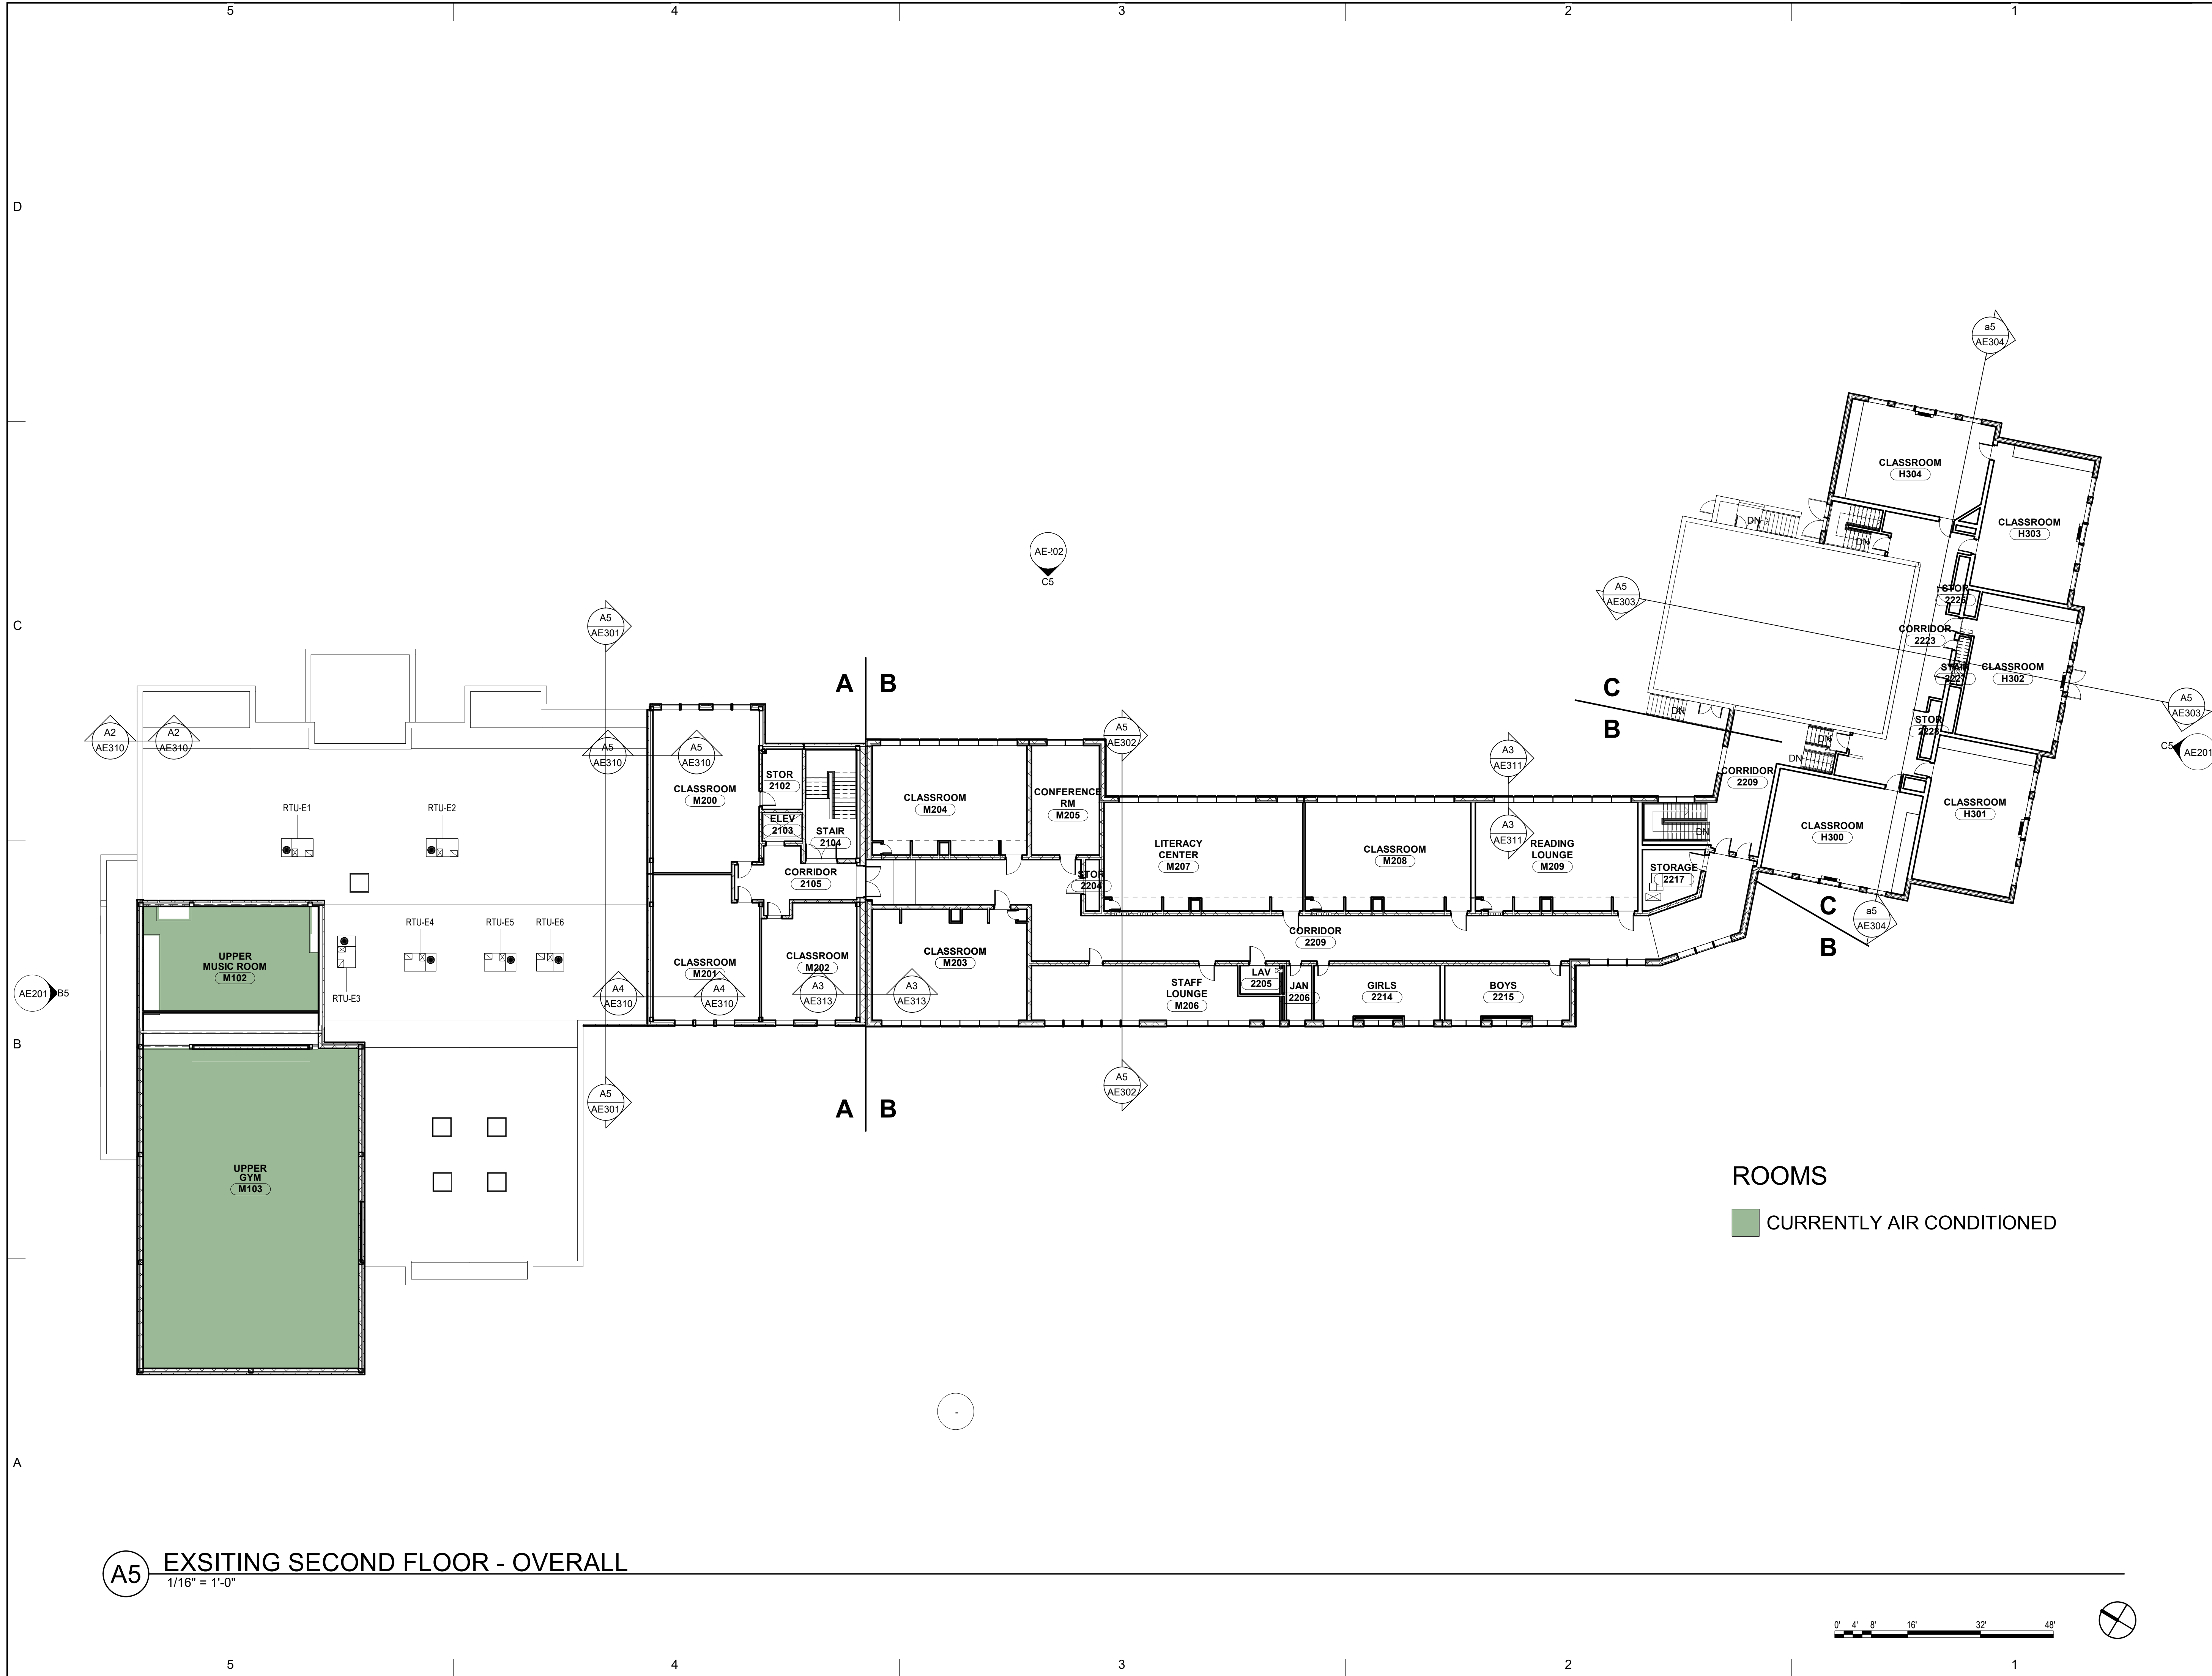 5
4
3
2
1
D
C
B
A
a5
AE304
CLASSROOM
H304
CLASSROOM
H303
DN
DN
C5
A5
AE303
STOR
CORRIDOR
2223
STAIR
CLASSROOM
H302
A5
AE303
C5
AE201
STOR
DN
C
B
A5
AE301
A
B
A2
AE310
A2
AE310
A5
AE310
A5
AE310
A5
AE302
A3
AE311
DN
DN
CORRIDOR
2209
CLASSROOM
H301
CLASSROOM
H300
RTU-E1
RTU-E2
CLASSROOM
M200
STOR
2102
ELEV
2103
STAIR
2104
CLASSROOM
M204
CONFERENCE
RM
M205
A3
AE311
DN
LITERACY
CENTER
M207
CLASSROOM
M208
READING
LOUNGE
M209
STORAGE
2217
CORRIDOR
2105
STOR
2204
C
B
a5
AE304
RTU-E3
RTU-E4
RTU-E5
RTU-E6
UPPER
MUSIC ROOM
M102
AE201
B5
CLASSROOM
M201
CLASSROOM
M202
CLASSROOM
M203
CORRIDOR
2209
A4
AE310
A4
AE310
A3
AE313
A3
AE313
STAFF
LOUNGE
M206
LAV
2205
JAN
2206
GIRLS
2214
BOYS
2215
A5
AE301
A
B
A5
AE302
UPPER
GYM
M103
ROOMS
CURRENTLY AIR CONDITIONED
-
A5
EXSITING SECOND FLOOR - OVERALL
1/16" = 1'-0"
0' 4' 8' 16' 32' 48'
5
4
3
2
1